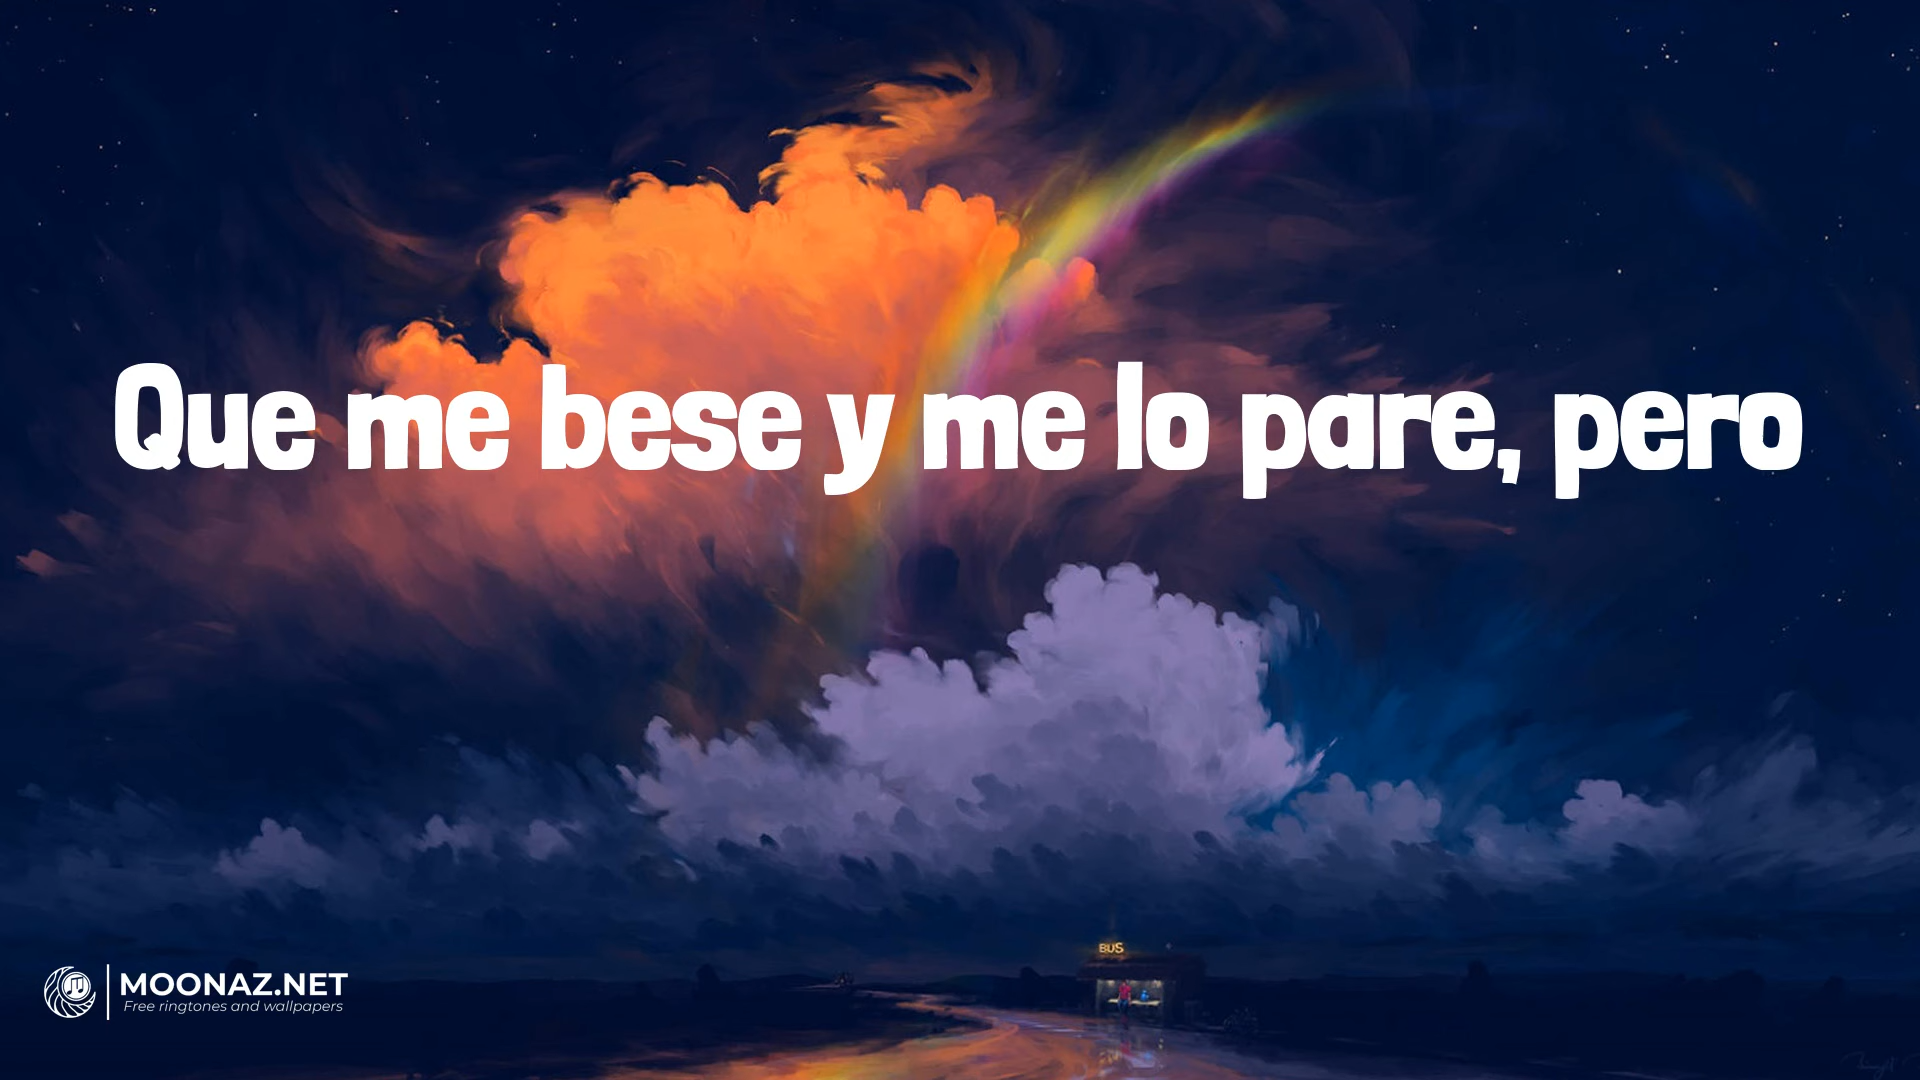 Que me bese y me lo pare, pero
BUS
MOONAZ.NET
Free ringtones and wallpapers